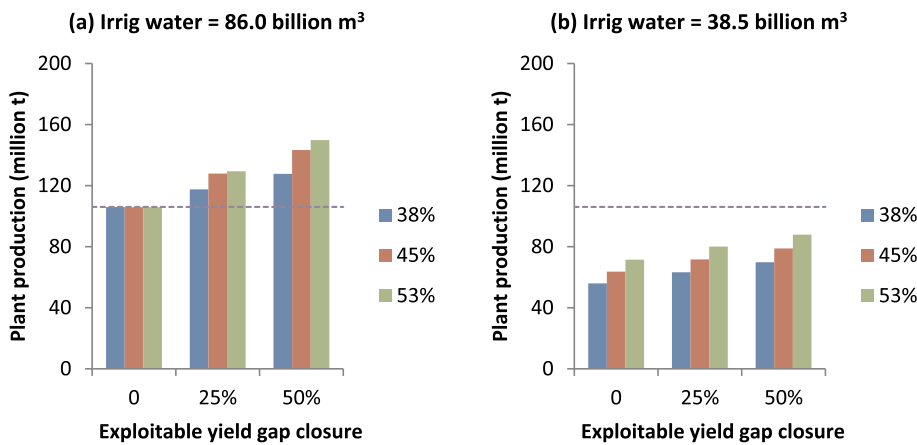 (a) Irrig water = 86.0 billion m³
Plant production (million t)
200
160
120
80
40
0
0 25% 50%
Exploitable yield gap closure
38%
45%
53%
(b) Irrig water = 38.5 billion m³
Plant production (million t)
200
160
120
80
40
0
0 25% 50%
Exploitable yield gap closure
38%
45%
53%